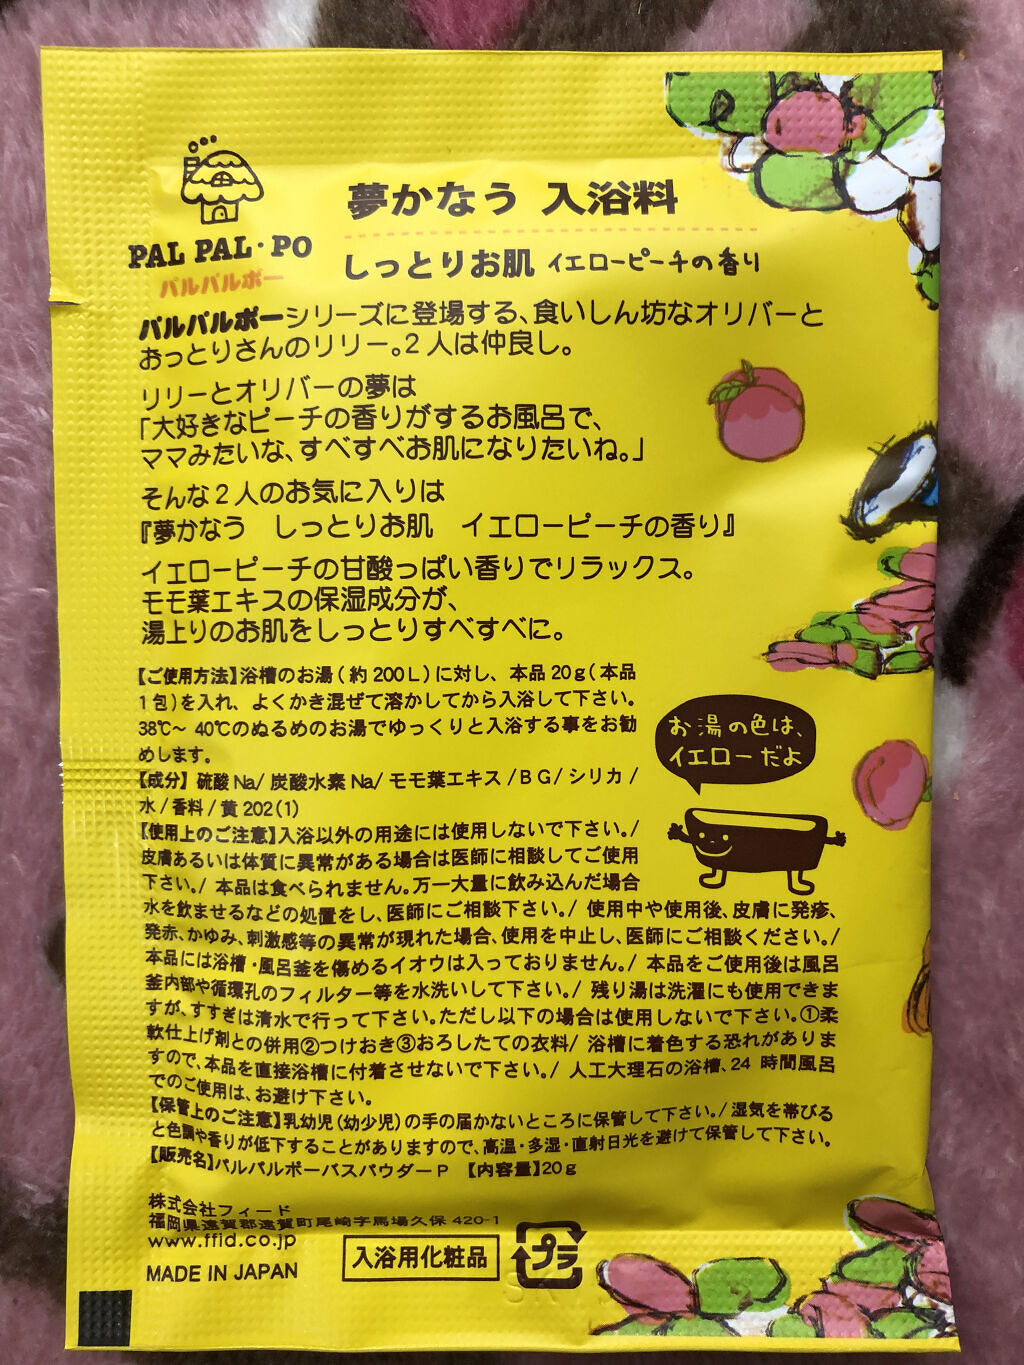 夢かなう 入浴料
PAL PAL・PO
パルパルポー
しっとりお肌 イエローピーチの香り
パルパルポーシリーズに登場する、食いしん坊なオリバーと
おっとりさんのリリー。2人は仲良し。
リリーとオリバーの夢は
「大好きなピーチの香りがするお風呂で、
ママみたいな、すべすべお肌になりたいね。」
そんな2人のお気に入りは
『夢かなう しっとりお肌 イエローピーチの香り』
イエローピーチの甘酸っぱい香りでリラックス。
モモ葉エキスの保湿成分が、
湯上りのお肌をしっとりすべすべに。
【ご使用方法】浴槽のお湯(約200L)に対し、本品20g(本品
1包)を入れ、よくかき混ぜて溶かしてから入浴して下さい。
38℃～40℃のぬるめのお湯でゆっくりと入浴する事をお勧
めします。
お湯の色は、
イエローだよ
【成分】硫酸Na/炭酸水素Na/モモ葉エキス/BG/シリカ/
水/香料/黄202(1)
【使用上のご注意】入浴以外の用途には使用しないで下さい。/
皮膚あるいは体質に異常がある場合は医師に相談してご使用
下さい。/本品は食べられません。万一大量に飲み込んだ場合
水を飲ませるなどの処置をし、医師にご相談下さい。/使用中や使用後、皮膚に発疹、
発赤、かゆみ、刺激感等の異常が現れた場合、使用を中止し、医師にご相談ください。/
本品には浴槽・風呂釜を傷めるイオウは入っておりません。/本品をご使用後は風呂
釜内部や循環孔のフィルター等を水洗いして下さい。/残り湯は洗濯にも使用できま
すが、すすぎは清水で行って下さい。ただし以下の場合は使用しないで下さい。①柔
軟仕上げ剤との併用②つけおき③おろしたての衣料/浴槽に着色する恐れがありま
すので、本品を直接浴槽に付着させないで下さい。/人工大理石の浴槽、24時間風呂
でのご使用は、お避け下さい。
【保管上のご注意】乳幼児(幼少児)の手の届かないところに保管して下さい。/湿気を帯びる
と色調や香りが低下することがありますので、高温・多湿・直射日光を避けて保管して下さい。
【販売名】パルパルポーバスパウダーP 【内容量】20g
株式会社フィード
福岡県遠賀郡遠賀町尾崎字馬場久保420-1
www.ffid.co.jp
MADE IN JAPAN
入浴用化粧品
プラ